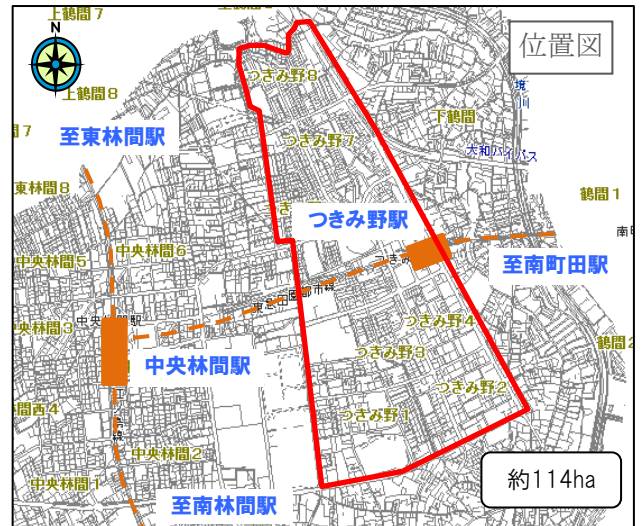 上鶴間7
位置図
N
つきみ野8
上鶴間8
境川
下鶴間
つきみ野7
大和バイパス
至東林間駅
鶴間1
東林間8
つきみ野駅
中央林間6
至南町田駅
中央林間5
東急田園都市線
中央林間駅
中央林間3
つきみ野4
つきみ野3
中央林間駅
つきみ野2
つきみ野1
中央林間2
約114ha
中央林間1
至南林間駅